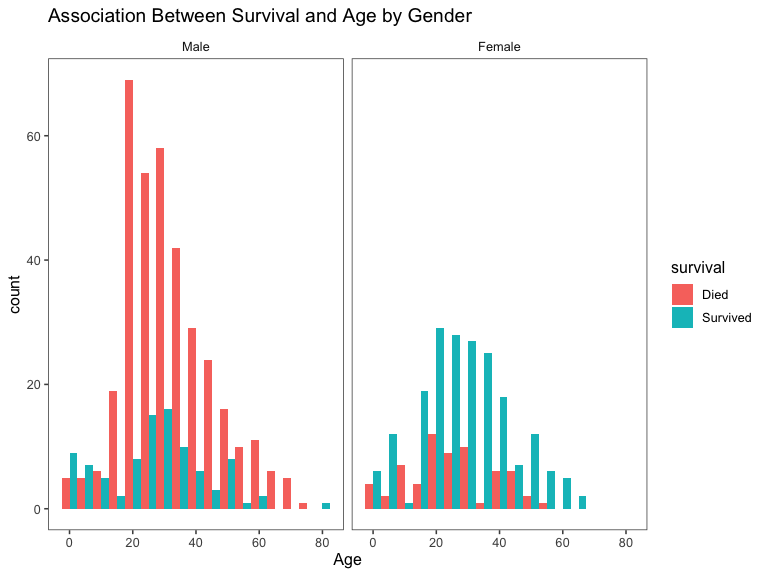 Association Between Survival and Age by Gender
Male
Female
60
40
20
0
count
0 20 40 60 80
0 20 40 60 80
Age
survival
Died
Survived